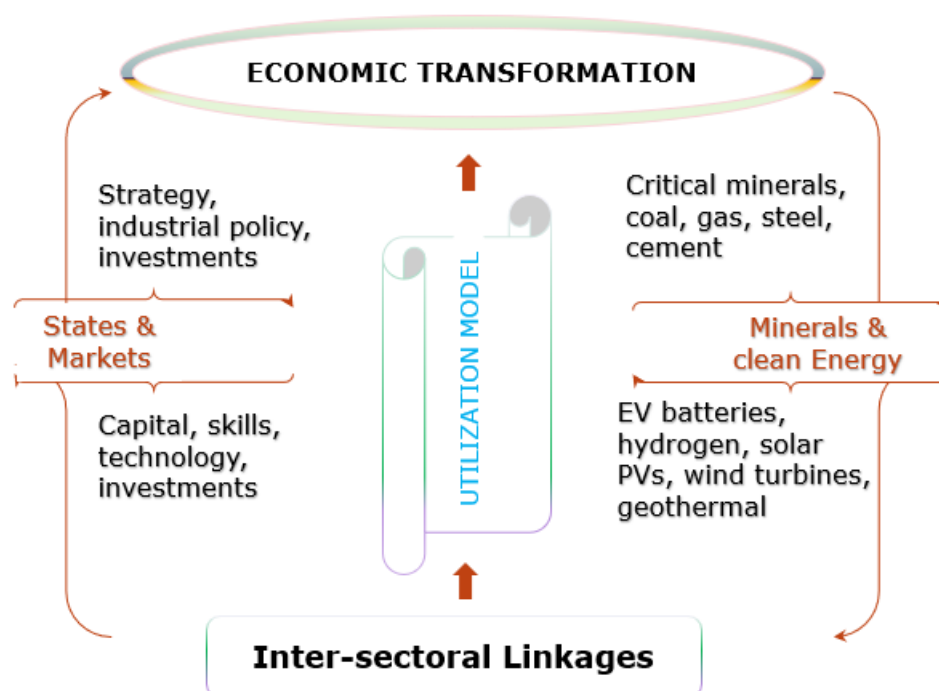 ECONOMIC TRANSFORMATION
Strategy,
industrial policy,
investments
States &
Markets
Capital, skills,
technology,
investments
UTILIZATION MODEL
Critical minerals,
coal, gas, steel,
cement
Minerals &
clean Energy
EV batteries,
hydrogen, solar
PVs, wind turbines,
geothermal
Inter-sectoral Linkages